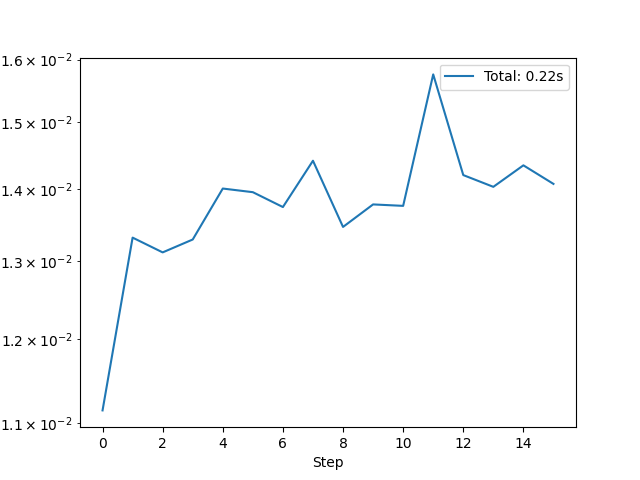 1.6 × 10⁻²
Total: 0.22s
1.5 × 10⁻²
1.4 × 10⁻²
1.3 × 10⁻²
1.2 × 10⁻²
1.1 × 10⁻²
0 2 4 6 8 10 12 14
Step